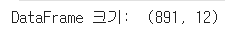 DataFrame 크기: (891, 12)